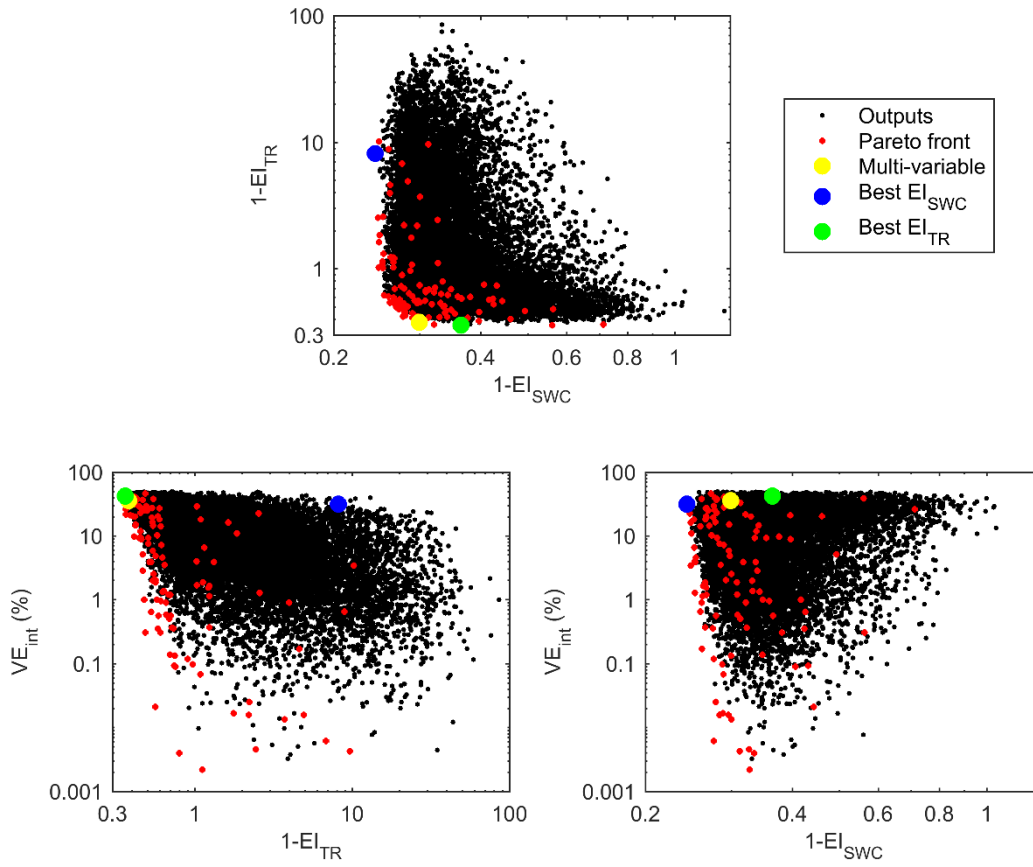 100
10
1
0.3
1-EI_TR
0.2
0.4
0.6
0.8
1
1-EI_SWC
Outputs
Pareto front
Multi-variable
Best EI_SWC
Best EI_TR
100
10
1
0.1
0.001
VE_int (%)
0.3
1
10
100
1-EI_TR
100
10
1
0.1
0.001
VE_int (%)
0.2
0.4
0.6
0.8
1
1-EI_SWC